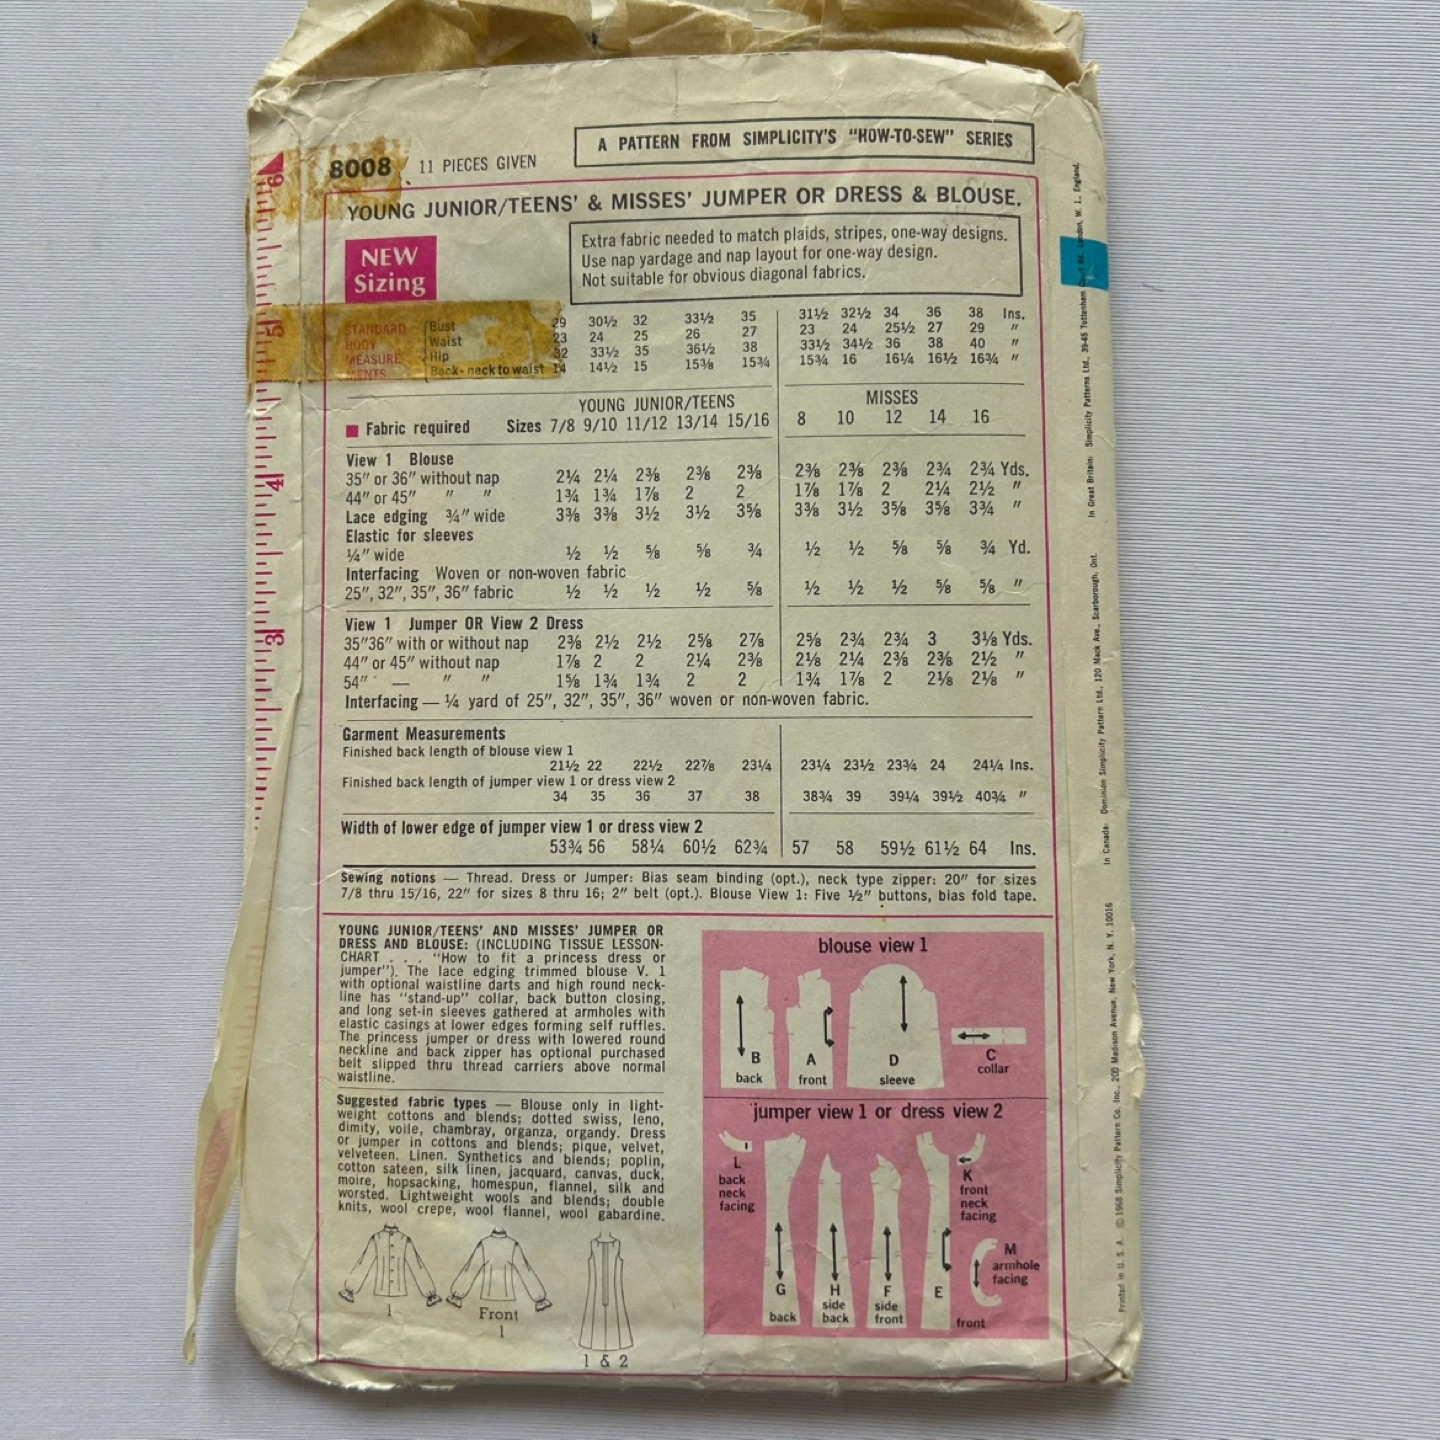 8008 11 PIECES GIVEN
A PATTERN FROM SIMPLICITY'S "HOW-TO-SEW" SERIES
YOUNG JUNIOR/TEENS' & MISSES' JUMPER OR DRESS & BLOUSE.
NEW
Sizing
Extra fabric needed to match plaids, stripes, one-way designs.
Use nap yardage and nap layout for one-way design.
Not suitable for obvious diagonal fabrics.
STANDARD Bust 29 30½ 32 33½ 35 31½ 32½ 34 36 38 Ins.
BODY Waist 23 24 25 26 27 23 24 25½ 27 29 "
MEASURE Hip 32 33½ 35 36½ 38 33½ 34½ 36 38 40 "
MENTS Back-neck to waist 14 14½ 15 15⅜ 15¾ 15¾ 16 16¼ 16½ 16¾ "
YOUNG JUNIOR/TEENS MISSES
Fabric required Sizes 7/8 9/10 11/12 13/14 15/16 8 10 12 14 16
View 1 Blouse
35" or 36" without nap 2¼ 2¼ 2⅜ 2⅜ 2⅜ 2⅜ 2⅜ 2⅜ 2¾ 2¾ Yds.
44" or 45" " " 1¾ 1¾ 1⅞ 2 2 1⅞ 1⅞ 2 2¼ 2½ "
Lace edging ¾" wide 3⅜ 3⅜ 3½ 3½ 3⅝ 3⅜ 3½ 3⅝ 3⅝ 3¾ "
Elastic for sleeves
¼" wide ½ ½ ⅝ ⅝ ¾ ½ ½ ⅝ ⅝ ¾ Yd.
Interfacing Woven or non-woven fabric
25", 32", 35", 36" fabric ½ ½ ½ ½ ⅝ ½ ½ ½ ⅝ ⅝ "
View 1 Jumper OR View 2 Dress
35"36" with or without nap 2⅜ 2½ 2½ 2⅝ 2⅞ 2⅝ 2¾ 2¾ 3 3⅛ Yds.
44" or 45" without nap 1⅞ 2 2 2¼ 2⅜ 2⅛ 2¼ 2⅜ 2⅜ 2½ "
54" — " " 1⅝ 1¾ 1¾ 2 2 1¾ 1⅞ 2 2⅛ 2⅛ "
Interfacing — ¼ yard of 25", 32", 35", 36" woven or non-woven fabric.
Garment Measurements
Finished back length of blouse view 1
21½ 22 22½ 22⅞ 23¼ 23¼ 23½ 23¾ 24 24¼ Ins.
Finished back length of jumper view 1 or dress view 2
34 35 36 37 38 38¾ 39 39¼ 39½ 40¾ "
Width of lower edge of jumper view 1 or dress view 2
53¾ 56 58¼ 60½ 62¾ 57 58 59½ 61½ 64 Ins.
Sewing notions — Thread. Dress or Jumper: Bias seam binding (opt.), neck type zipper: 20" for sizes
7/8 thru 15/16, 22" for sizes 8 thru 16; 2" belt (opt.). Blouse View 1: Five ½" buttons, bias fold tape.
YOUNG JUNIOR/TEENS' AND MISSES' JUMPER OR
DRESS AND BLOUSE: (INCLUDING TISSUE LESSON-
CHART . . . "How to fit a princess dress or
jumper"). The lace edging trimmed blouse V. 1
with optional waistline darts and high round neck-
line has "stand-up" collar, back button closing,
and long set-in sleeves gathered at armholes with
elastic casings at lower edges forming self ruffles.
The princess jumper or dress with lowered round
neckline and back zipper has optional purchased
belt slipped thru thread carriers above normal
waistline.
Suggested fabric types — Blouse only in light-
weight cottons and blends; dotted swiss, leno,
dimity, voile, chambray, organza, organdy. Dress
or jumper in cottons and blends; pique, velvet,
velveteen. Linen. Synthetics and blends; poplin,
cotton sateen, silk linen, jacquard, canvas, duck,
moire, hopsacking, homespun, flannel, silk and
worsted. Lightweight wools and blends; double
knits, wool crepe, wool flannel, wool gabardine.
1
Front
1
1 & 2
blouse view 1
B
back
A
front
D
sleeve
C
collar
jumper view 1 or dress view 2
L
back
neck
facing
G
back
H
side
back
F
side
front
E
front
K
front
neck
facing
M
armhole
facing
6
5
4
3
Printed in U.S.A. © 1968 Simplicity Pattern Co. Inc., 200 Madison Avenue, New York, N.Y. 10016
In Canada: Dominion Simplicity Pattern Ltd., 120 Mack Ave., Scarborough, Ont.
In Great Britain: Simplicity Patterns Ltd., 39-45 Tottenham Court Rd., London, W. 1., England.